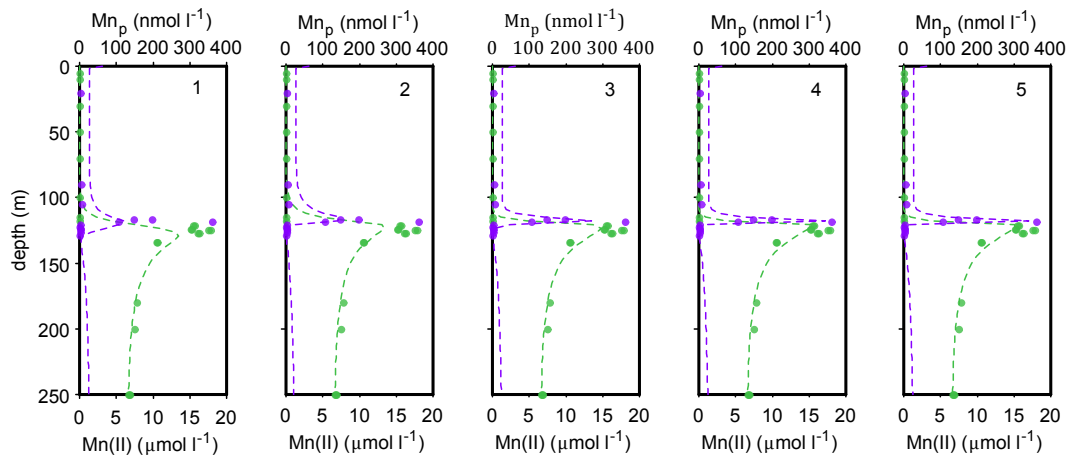 Mnₚ (nmol l⁻¹) Mnₚ (nmol l⁻¹) Mnₚ (nmol l⁻¹) Mnₚ (nmol l⁻¹) Mnₚ (nmol l⁻¹)
0 100 200 300 400 0 100 200 300 400 0 100 200 300 400 0 100 200 300 400 0 100 200 300 400
0
1 2 3 4 5
50
100
depth (m)
150
200
250
0 5 10 15 20 0 5 10 15 20 0 5 10 15 20 0 5 10 15 20 0 5 10 15 20
Mn(II) (μmol l⁻¹) Mn(II) (μmol l⁻¹) Mn(II) (μmol l⁻¹) Mn(II) (μmol l⁻¹) Mn(II) (μmol l⁻¹)